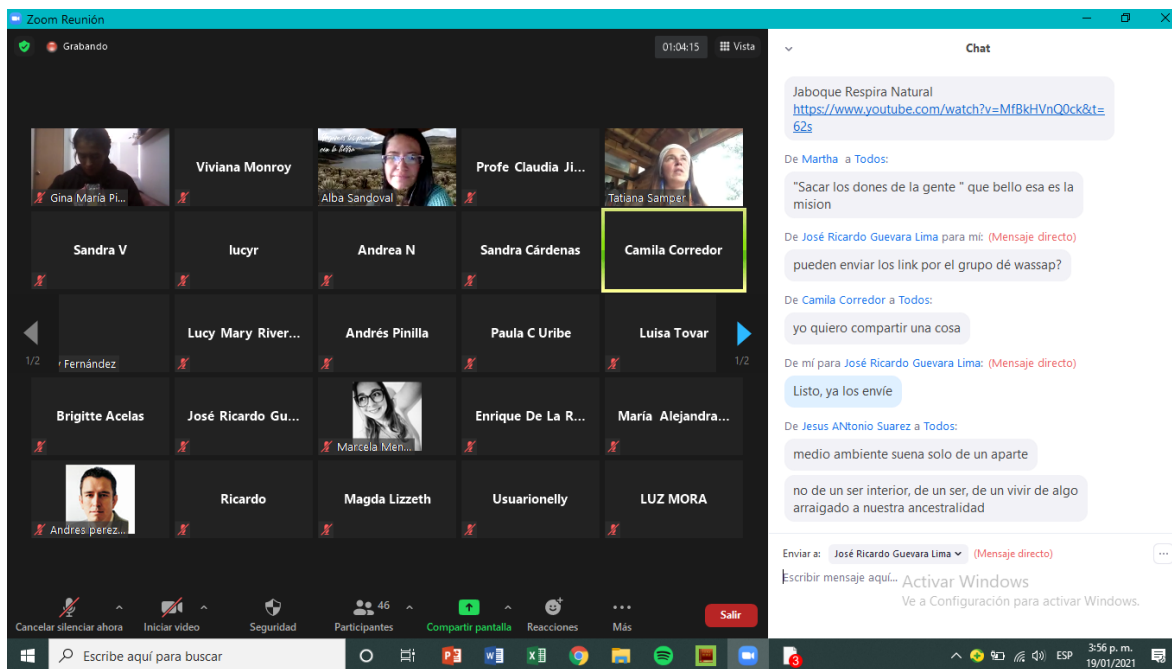 Zoom Reunión
Grabando
01:04:15
Vista
Gina María Pi...
Viviana Monroy
Alba Sandoval
Profe Claudia Ji...
Tatiana Samper
Sandra V
lucyr
Andrea N
Sandra Cárdenas
Camila Corredor
1/2
Fernández
Lucy Mary River...
Andrés Pinilla
Paula C Uribe
Luisa Tovar
1/2
Brigitte Acelas
José Ricardo Gu...
Marcela Men...
Enrique De La R...
María Alejandra...
Andres perez...
Ricardo
Magda Lizzeth
Usuarionelly
LUZ MORA
Cancelar silenciar ahora
Iniciar video
Seguridad
46
Participantes
Compartir pantalla
Reacciones
Más
Salir
Chat
Jaboque Respira Natural
https://www.youtube.com/watch?v=MfBkHVnQ0ck&t=
62s
De Martha a Todos:
"Sacar los dones de la gente " que bello esa es la
mision
De José Ricardo Guevara Lima para mí: (Mensaje directo)
pueden enviar los link por el grupo dé wassap?
De Camila Corredor a Todos:
yo quiero compartir una cosa
De mí para José Ricardo Guevara Lima: (Mensaje directo)
Listo, ya los envíe
De Jesus ANtonio Suarez a Todos:
medio ambiente suena solo de un aparte
no de un ser interior, de un ser, de un vivir de algo
arraigado a nuestra ancestralidad
Enviar a: José Ricardo Guevara Lima (Mensaje directo)
Escribir mensaje aquí...
Activar Windows
Ve a Configuración para activar Windows.
Escribe aquí para buscar
3
ESP
3:56 p. m.
19/01/2021